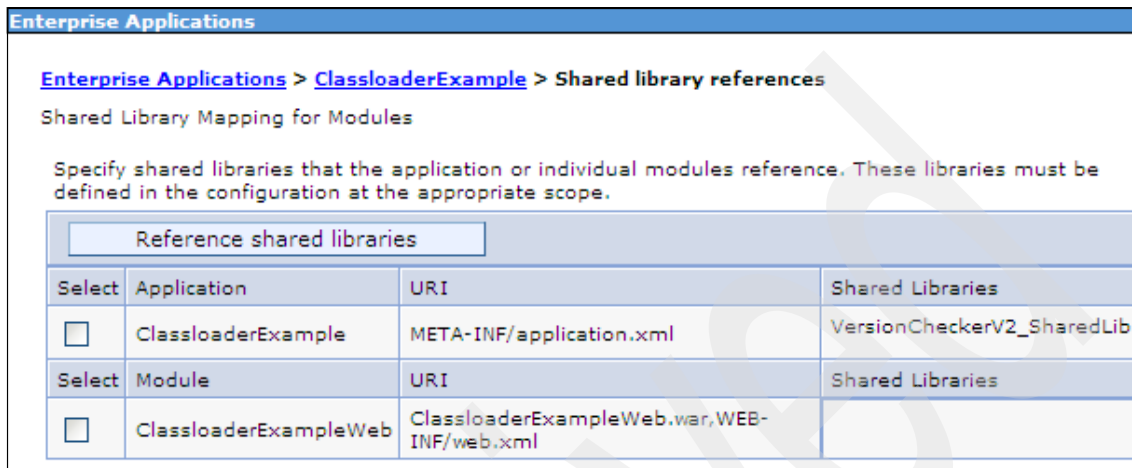 Enterprise Applications
Enterprise Applications > ClassloaderExample > Shared library references
Shared Library Mapping for Modules
Specify shared libraries that the application or individual modules reference. These libraries must be
defined in the configuration at the appropriate scope.
Reference shared libraries
Select Application URI Shared Libraries
ClassloaderExample META-INF/application.xml VersionCheckerV2_SharedLib
Select Module URI Shared Libraries
ClassloaderExampleWeb ClassloaderExampleWeb.war,WEB-
INF/web.xml